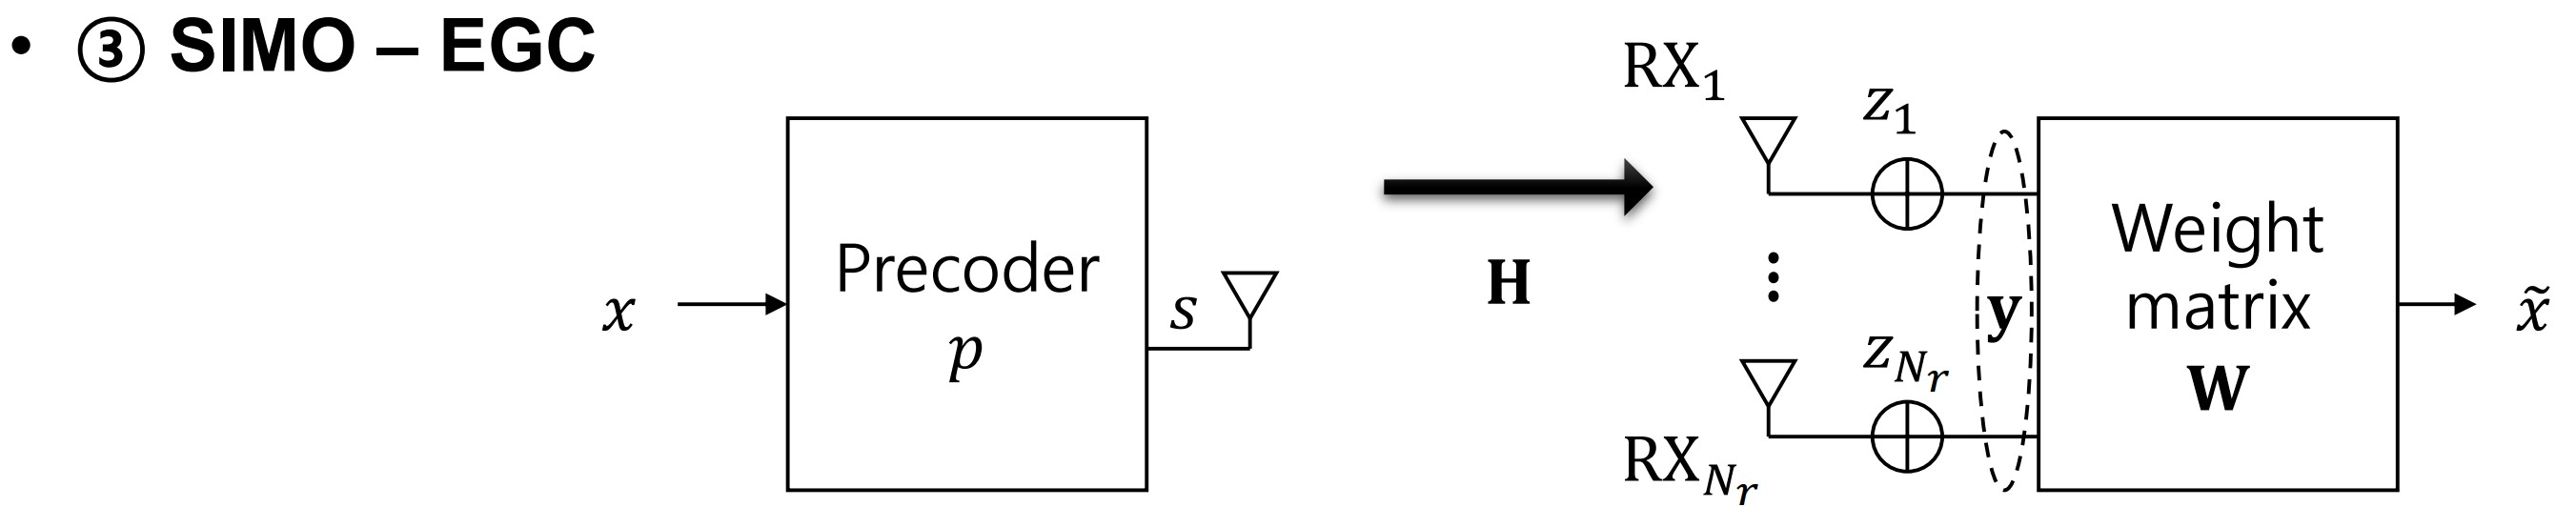 • ③ SIMO – EGC
x
Precoder
p
s
H
RX₁
z₁
⋮
RX_{N_r}
z_{N_r}
y
Weight
matrix
W
x̃